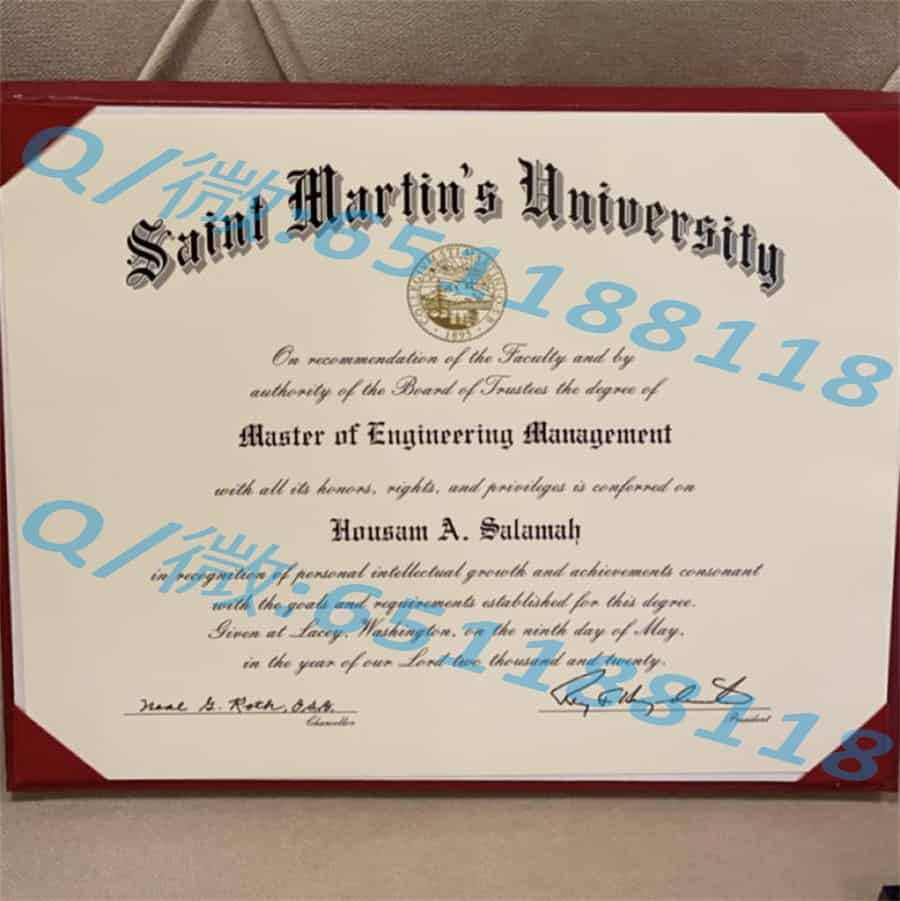 Saint Martin's University
COLLEGIUM
1895
On recommendation of the Faculty and by
authority of the Board of Trustees the degree of
Master of Engineering Management
with all its honors, rights, and privileges is conferred on
Housam A. Salamah
in recognition of personal intellectual growth and achievements consonant
with the goals and requirements established for this degree.
Given at Lacey, Washington, on the ninth day of May,
in the year of our Lord two thousand and twenty.
Neal G. Roth, O.S.B.
Chancellor
President
Q/微:651188118
Q/微:651188118